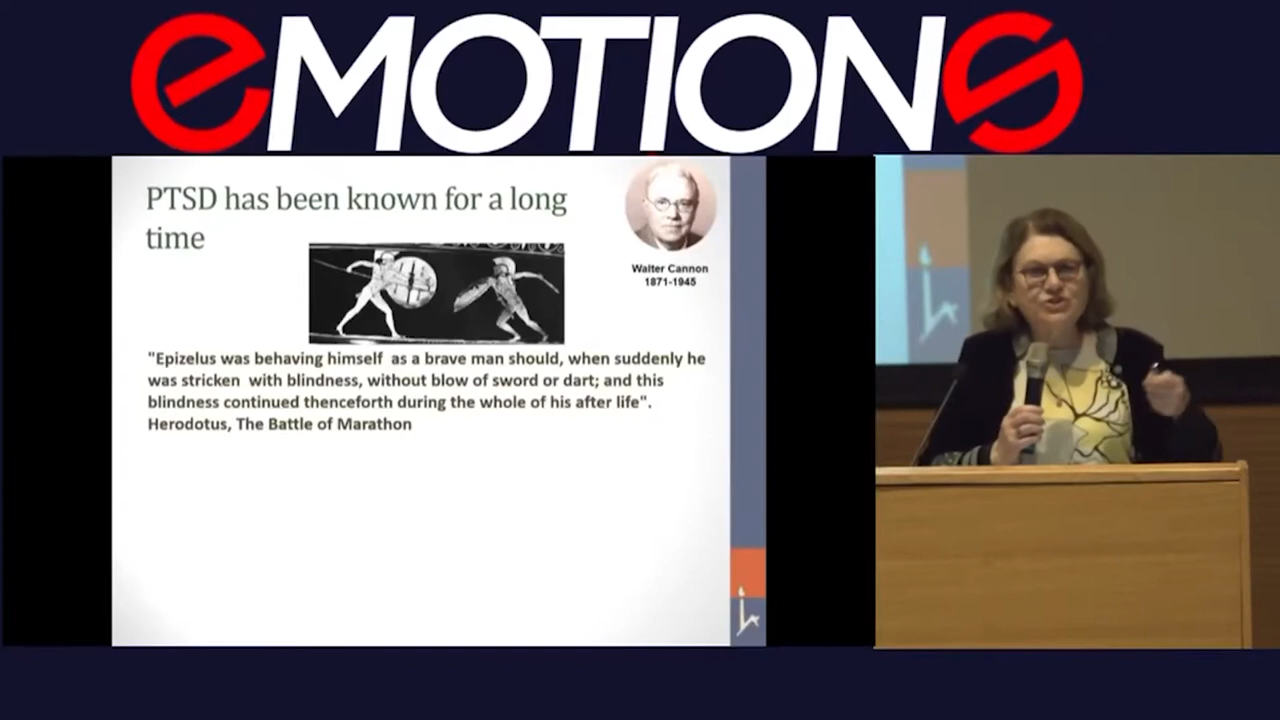 eMOTIONS
PTSD has been known for a long
time
Walter Cannon
1871-1945
"Epizelus was behaving himself as a brave man should, when suddenly he
was stricken with blindness, without blow of sword or dart; and this
blindness continued thenceforth during the whole of his after life".
Herodotus, The Battle of Marathon